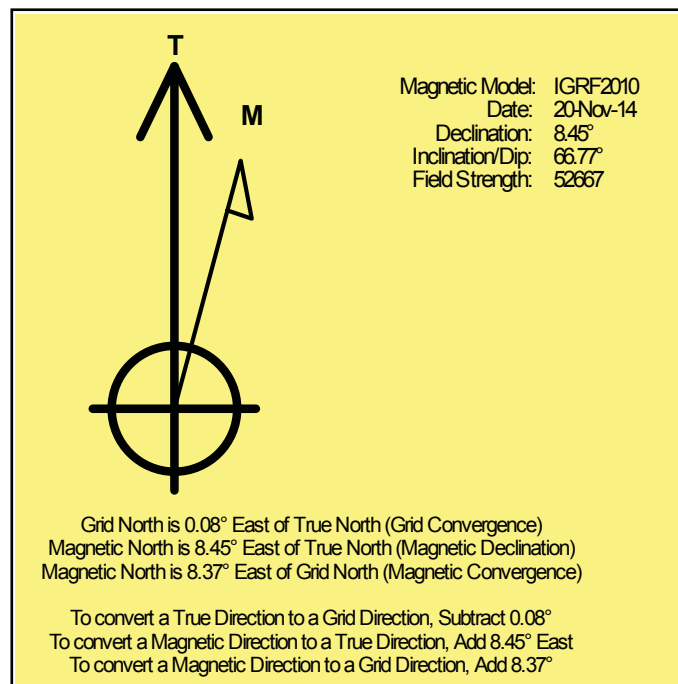 T
M
Magnetic Model: IGRF2010
Date: 20-Nov-14
Declination: 8.45°
Inclination/Dip: 66.77°
Field Strength: 52667
Grid North is 0.08° East of True North (Grid Convergence)
Magnetic North is 8.45° East of True North (Magnetic Declination)
Magnetic North is 8.37° East of Grid North (Magnetic Convergence)
To convert a True Direction to a Grid Direction, Subtract 0.08°
To convert a Magnetic Direction to a True Direction, Add 8.45° East
To convert a Magnetic Direction to a Grid Direction, Add 8.37°